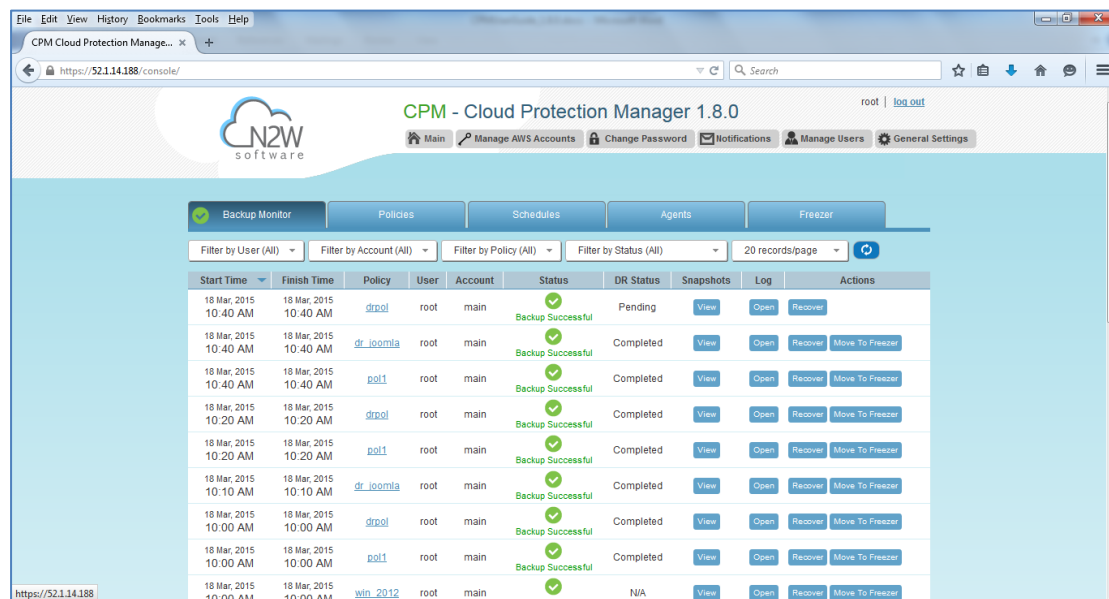 File Edit View History Bookmarks Tools Help
CPM Cloud Protection Manage... × +
https://52.1.14.188/console/ Search
N2W software
CPM - Cloud Protection Manager 1.8.0
root | log out
Main Manage AWS Accounts Change Password Notifications Manage Users General Settings
Backup Monitor Policies Schedules Agents Freezer
Filter by User (All) Filter by Account (All) Filter by Policy (All) Filter by Status (All) 20 records/page
Start Time Finish Time Policy User Account Status DR Status Snapshots Log Actions
18 Mar, 2015 18 Mar, 2015
10:40 AM 10:40 AM drpol root main Backup Successful Pending View Open Recover
18 Mar, 2015 18 Mar, 2015
10:40 AM 10:40 AM dr_joomla root main Backup Successful Completed View Open Recover Move To Freezer
18 Mar, 2015 18 Mar, 2015
10:40 AM 10:40 AM pol1 root main Backup Successful Completed View Open Recover Move To Freezer
18 Mar, 2015 18 Mar, 2015
10:20 AM 10:20 AM drpol root main Backup Successful Completed View Open Recover Move To Freezer
18 Mar, 2015 18 Mar, 2015
10:20 AM 10:20 AM pol1 root main Backup Successful Completed View Open Recover Move To Freezer
18 Mar, 2015 18 Mar, 2015
10:10 AM 10:10 AM dr_joomla root main Backup Successful Completed View Open Recover Move To Freezer
18 Mar, 2015 18 Mar, 2015
10:00 AM 10:00 AM drpol root main Backup Successful Completed View Open Recover Move To Freezer
18 Mar, 2015 18 Mar, 2015
10:00 AM 10:00 AM pol1 root main Backup Successful Completed View Open Recover Move To Freezer
18 Mar, 2015 18 Mar, 2015
10:00 AM 10:00 AM win_2012 root main N/A View Open Recover Move To Freezer
https://52.1.14.188